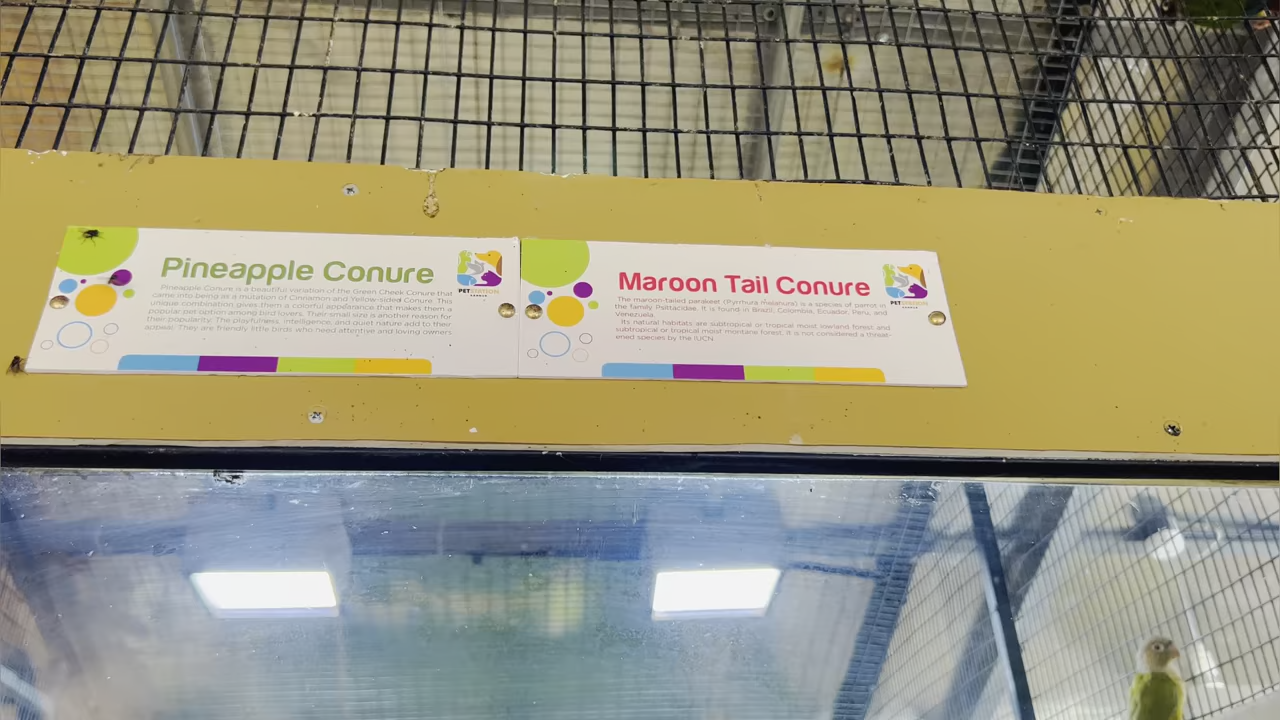 Pineapple Conure
Pineapple Conure is a beautiful variation of the Green Cheek Conure that
came into being as a mutation of Cinnamon and Yellow-sided Conure. This
unique combination gives them a colorful appearance that makes them a
popular pet option among bird lovers. Their small size is another reason for
their popularity. The playfulness, intelligence, and quiet nature add to their
appeal. They are friendly little birds who need attentive and loving owners.
PETSATION
Maroon Tail Conure
The maroon-tailed parakeet (Pyrrhura melanura) is a species of parrot in
the family Psittacidae. It is found in Brazil, Colombia, Ecuador, Peru, and
Venezuela.
Its natural habitats are subtropical or tropical moist lowland forest and
subtropical or tropical moist montane forest. It is not considered a threat-
ened species by the IUCN.